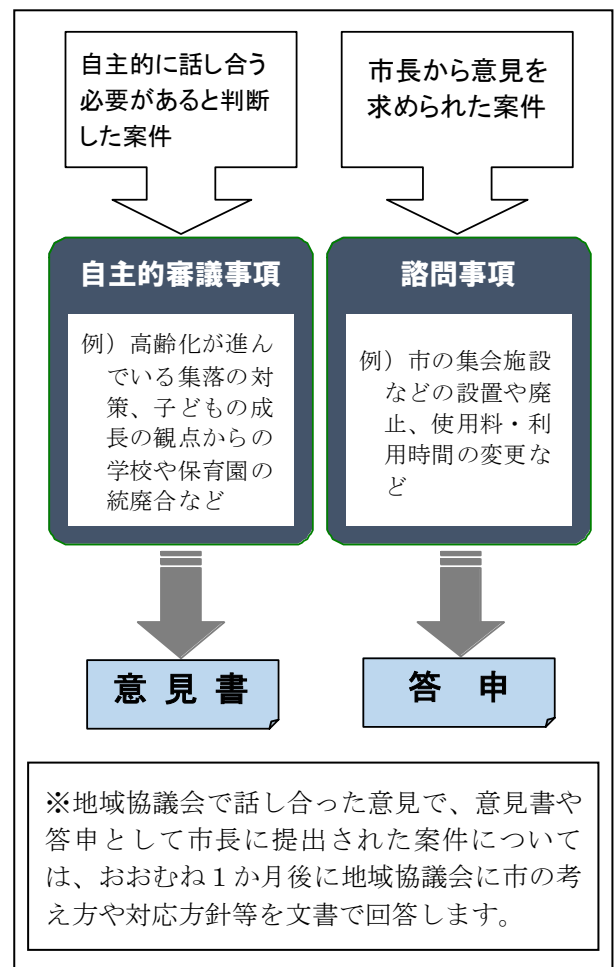 自主的に話し合う
必要があると判断
した案件
市長から意見を
求められた案件
自主的審議事項
例）高齢化が進ん
でいる集落の対
策、子どもの成
長の観点からの
学校や保育園の
統廃合など
諮問事項
例）市の集会施設
などの設置や廃
止、使用料・利
用時間の変更な
ど
意見書
答申
※地域協議会で話し合った意見で、意見書や
答申として市長に提出された案件について
は、おおむね１か月後に地域協議会に市の考
え方や対応方針等を文書で回答します。